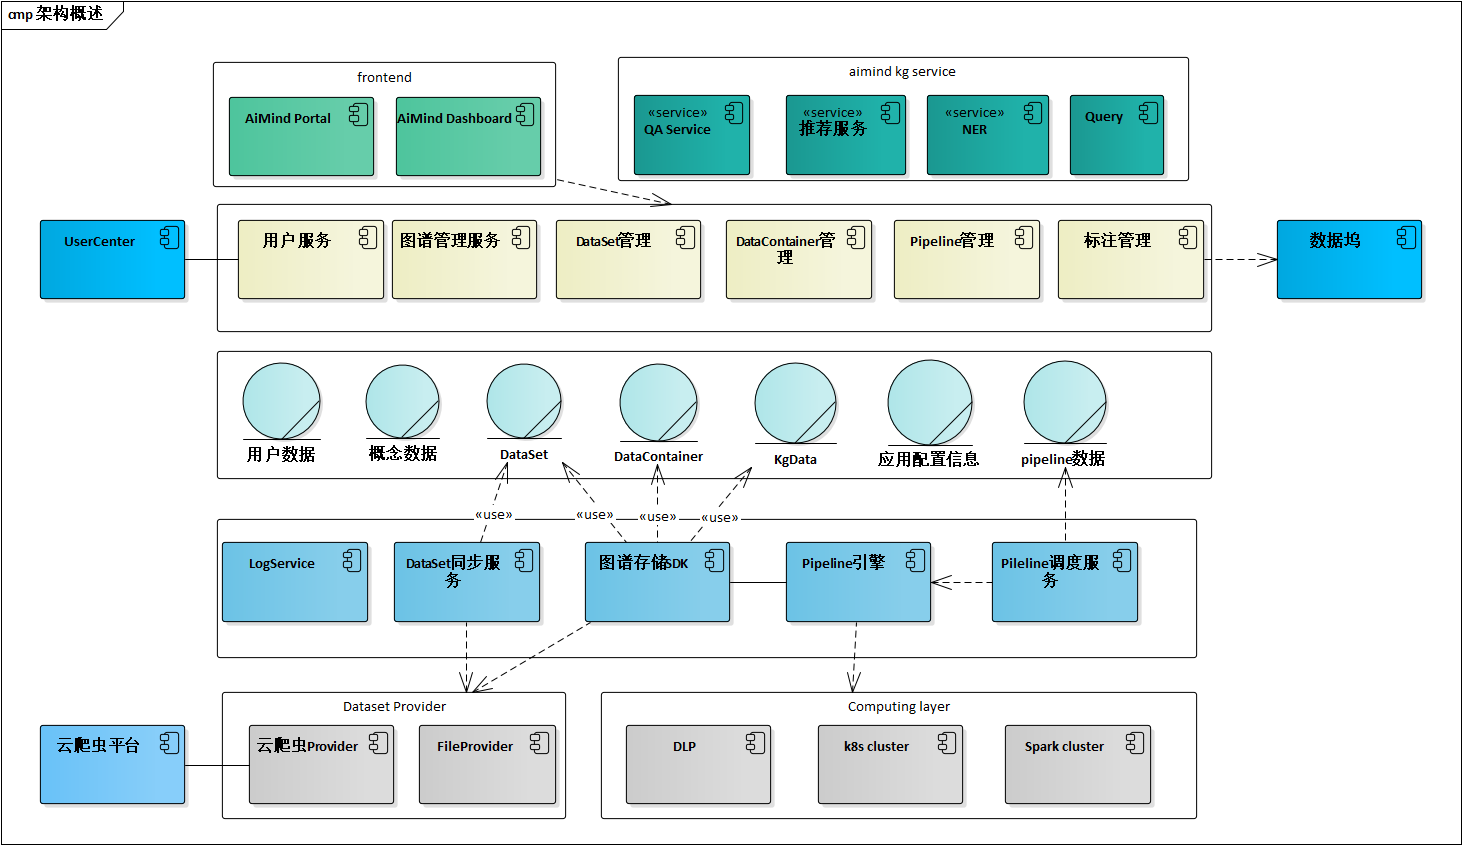 cmp 架构概述
frontend
AiMind Portal
AiMind Dashboard
aimind kg service
«service»
QA Service
«service»
推荐服务
«service»
NER
Query
UserCenter
用户服务
图谱管理服务
DataSet管理
DataContainer管
理
Pipeline管理
标注管理
数据坞
用户数据
概念数据
DataSet
DataContainer
KgData
应用配置信息
pipeline数据
«use»
«use»
«use»
«use»
LogService
DataSet同步服
务
图谱存储SDK
Pipeline引擎
Pileline调度服
务
Dataset Provider
云爬虫平台
云爬虫Provider
FileProvider
Computing layer
DLP
k8s cluster
Spark cluster